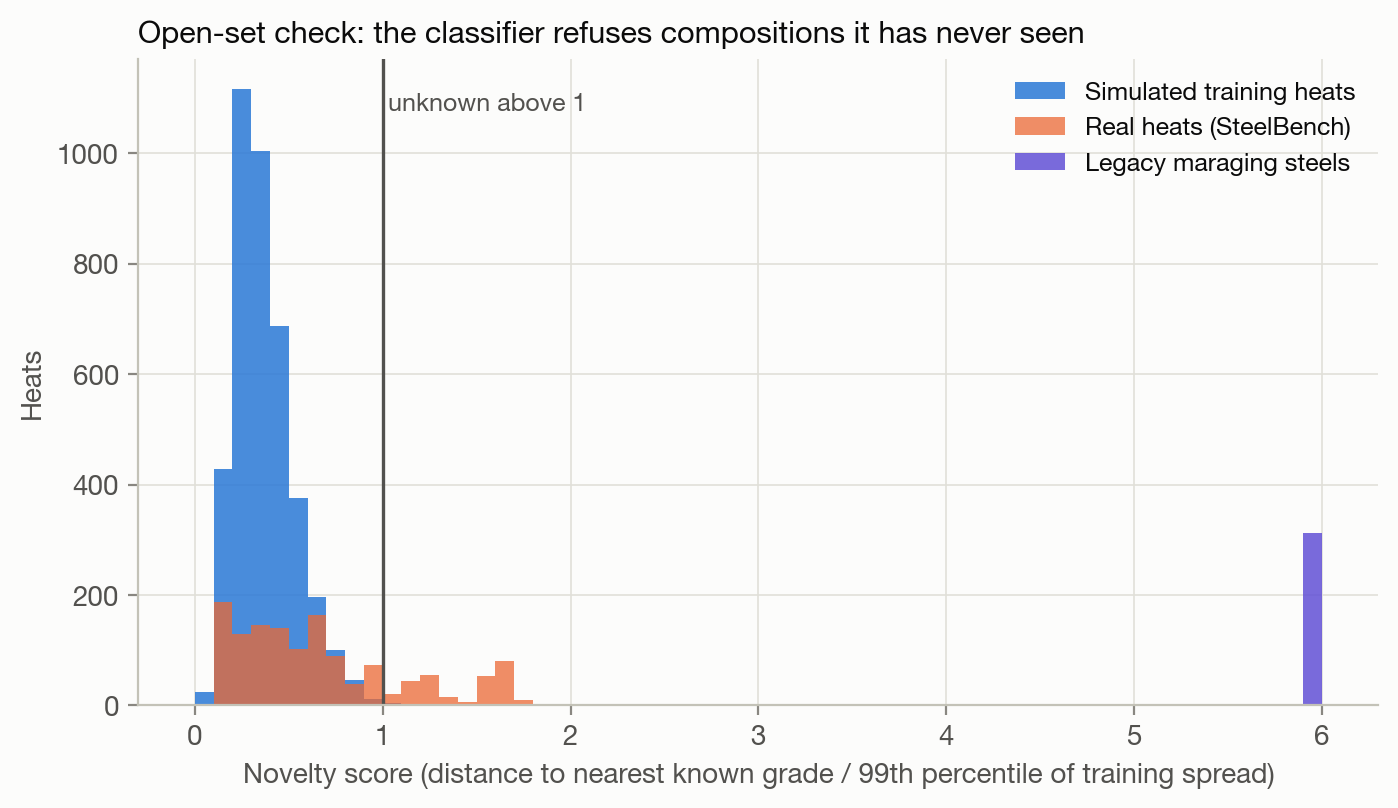 Open-set check: the classifier refuses compositions it has never seen
unknown above 1
Simulated training heats
Real heats (SteelBench)
Legacy maraging steels
Heats
1000
800
600
400
200
0
0 1 2 3 4 5 6
Novelty score (distance to nearest known grade / 99th percentile of training spread)